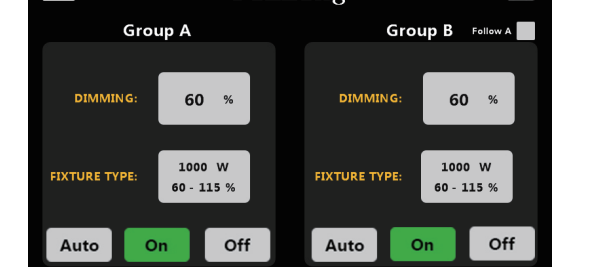 Group A
DIMMING:
60 %
FIXTURE TYPE:
1000 W
60 - 115 %
Auto
On
Off
Group B
Follow A
DIMMING:
60 %
FIXTURE TYPE:
1000 W
60 - 115 %
Auto
On
Off